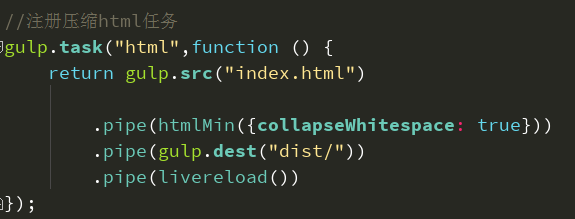 //注册压缩html任务
gulp.task("html",function () {
return gulp.src("index.html")
.pipe(htmlMin({collapseWhitespace: true}))
.pipe(gulp.dest("dist/"))
.pipe(livereload())
});